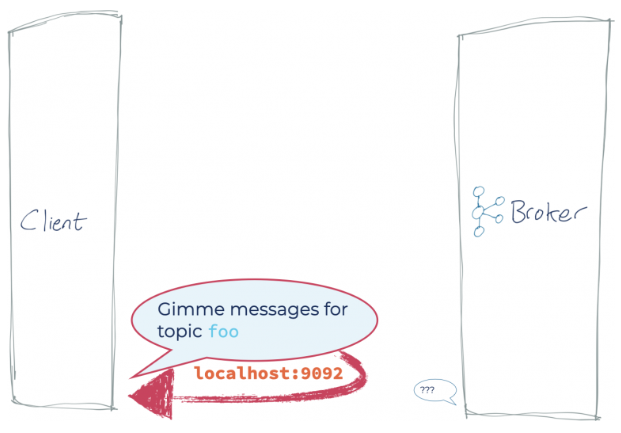 Client
Broker
Gimme messages for
topic foo
localhost:9092
???